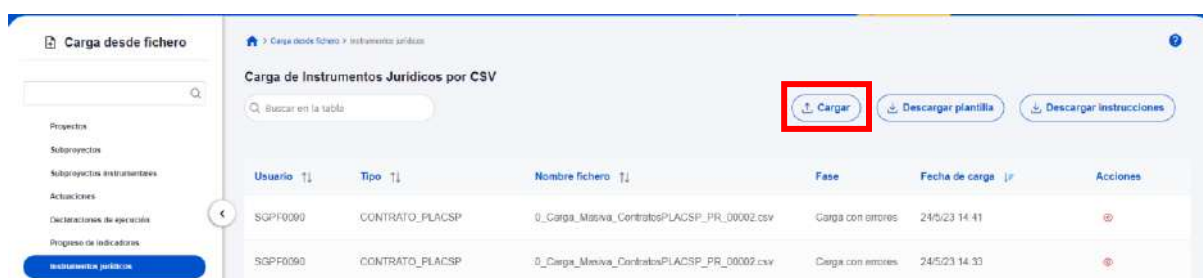 Carga desde fichero
> Carga desde fichero > Instrumentos jurídicos
Carga de Instrumentos Jurídicos por CSV
Buscar en la tabla
Cargar
Descargar plantilla
Descargar instrucciones
Proyectos
Subproyectos
Subproyectos instrumentales
Actuaciones
Declaraciones de ejecución
Progreso de indicadores
Instrumentos jurídicos
Usuario Tipo Nombre fichero Fase Fecha de carga Acciones
SGPF0090 CONTRATO_PLACSP 0_Carga_Masiva_ContratosPLACSP_PR_00002.csv Carga con errores 24/5/23 14:41
SGPF0090 CONTRATO_PLACSP 0_Carga_Masiva_ContratosPLACSP_PR_00002.csv Carga con errores 24/5/23 14:33